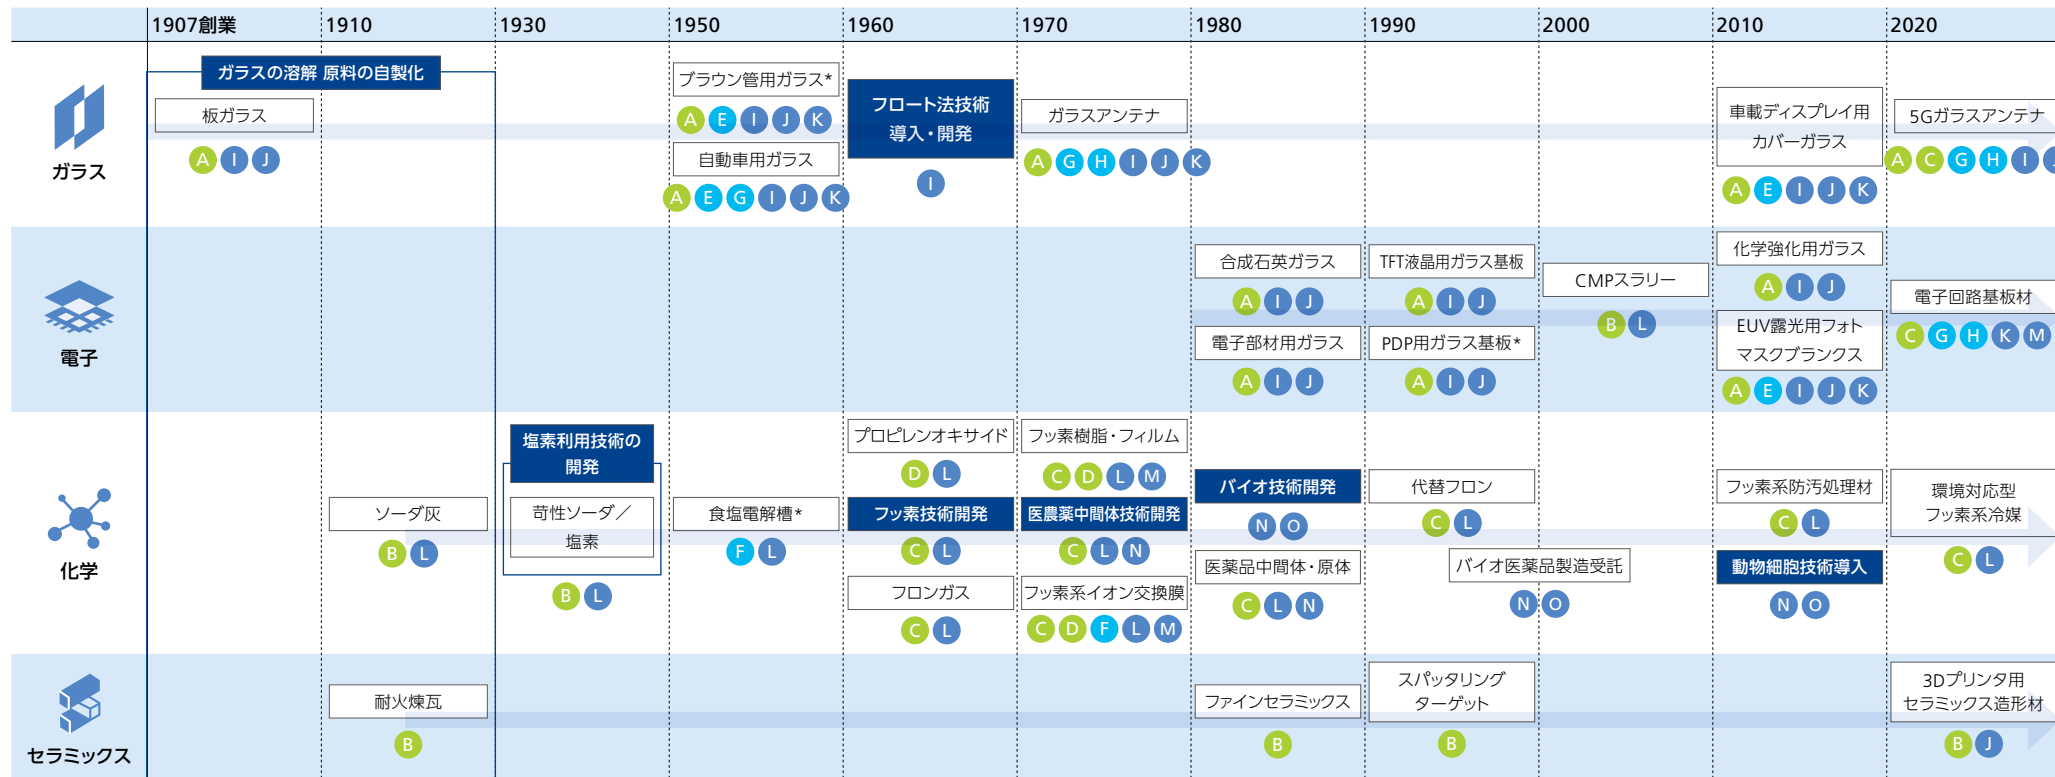 1907創業
1910
1930
1950
1960
1970
1980
1990
2000
2010
2020
ガラス
ガラスの溶解 原料の自製化
板ガラス
A I J
ブラウン管用ガラス*
A E I J K
自動車用ガラス
A E G I J K
フロート法技術
導入・開発
I
ガラスアンテナ
A G H I J K
車載ディスプレイ用
カバーガラス
A E I J K
5Gガラスアンテナ
A C G H I J
電子
合成石英ガラス
A I J
電子部材用ガラス
A I J
TFT液晶用ガラス基板
A I J
PDP用ガラス基板*
A I J
CMPスラリー
B L
化学強化用ガラス
A I J
EUV露光用フォト
マスクブランクス
A E I J K
電子回路基板材
C G H K M
化学
ソーダ灰
B L
塩素利用技術の
開発
苛性ソーダ／
塩素
B L
食塩電解槽*
F L
プロピレンオキサイド
D L
フッ素技術開発
C L
フロンガス
C L
フッ素樹脂・フィルム
C D L M
医農薬中間体技術開発
C L N
フッ素系イオン交換膜
C D F L M
バイオ技術開発
N O
医薬品中間体・原体
C L N
代替フロン
C L
バイオ医薬品製造受託
N O
フッ素系防汚処理材
C L
動物細胞技術導入
N O
環境対応型
フッ素系冷媒
C L
セラミックス
耐火煉瓦
B
ファインセラミックス
B
スパッタリング
ターゲット
B
3Dプリンタ用
セラミックス造形材
B J